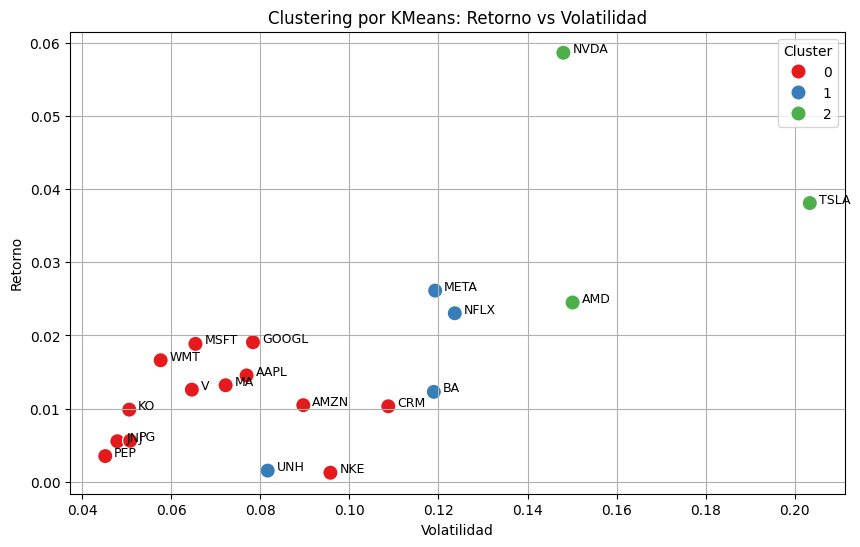 Clustering por KMeans: Retorno vs Volatilidad
Cluster
0
1
2
NVDA
TSLA
META
NFLX
AMD
MSFT
GOOGL
WMT
AAPL
V
MA
KO
AMZN
CRM
BA
JNJ
PG
PEP
UNH
NKE
Retorno
0.06
0.05
0.04
0.03
0.02
0.01
0.00
0.04
0.06
0.08
0.10
0.12
0.14
0.16
0.18
0.20
Volatilidad